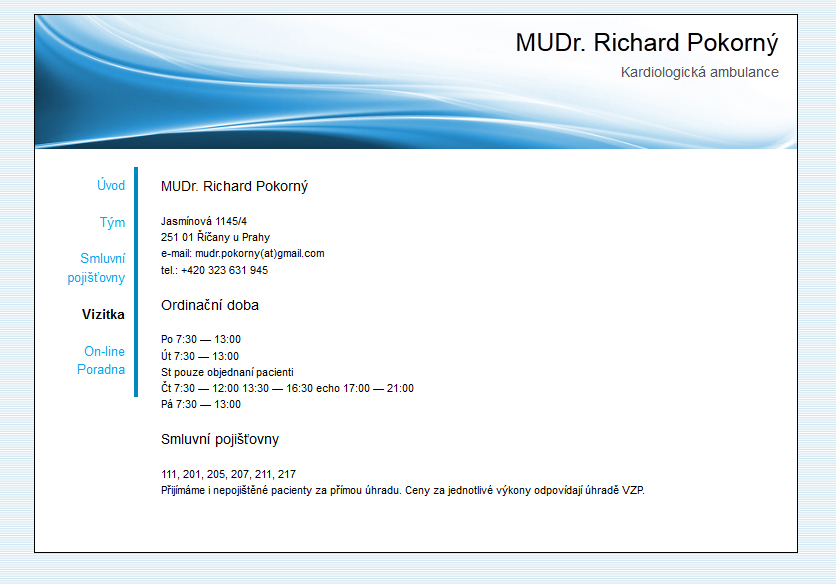 MUDr. Richard Pokorný
Kardiologická ambulance
Úvod
Tým
Smluvní
pojišťovny
Vizitka
On-line
Poradna
MUDr. Richard Pokorný
Jasmínová 1145/4
251 01 Říčany u Prahy
e-mail: mudr.pokorny(at)gmail.com
tel.: +420 323 631 945
Ordinační doba
Po 7:30 — 13:00
Út 7:30 — 13:00
St pouze objednaní pacienti
Čt 7:30 — 12:00 13:30 — 16:30 echo 17:00 — 21:00
Pá 7:30 — 13:00
Smluvní pojišťovny
111, 201, 205, 207, 211, 217
Přijímáme i nepojištěné pacienty za přímou úhradu. Ceny za jednotlivé výkony odpovídají úhradě VZP.